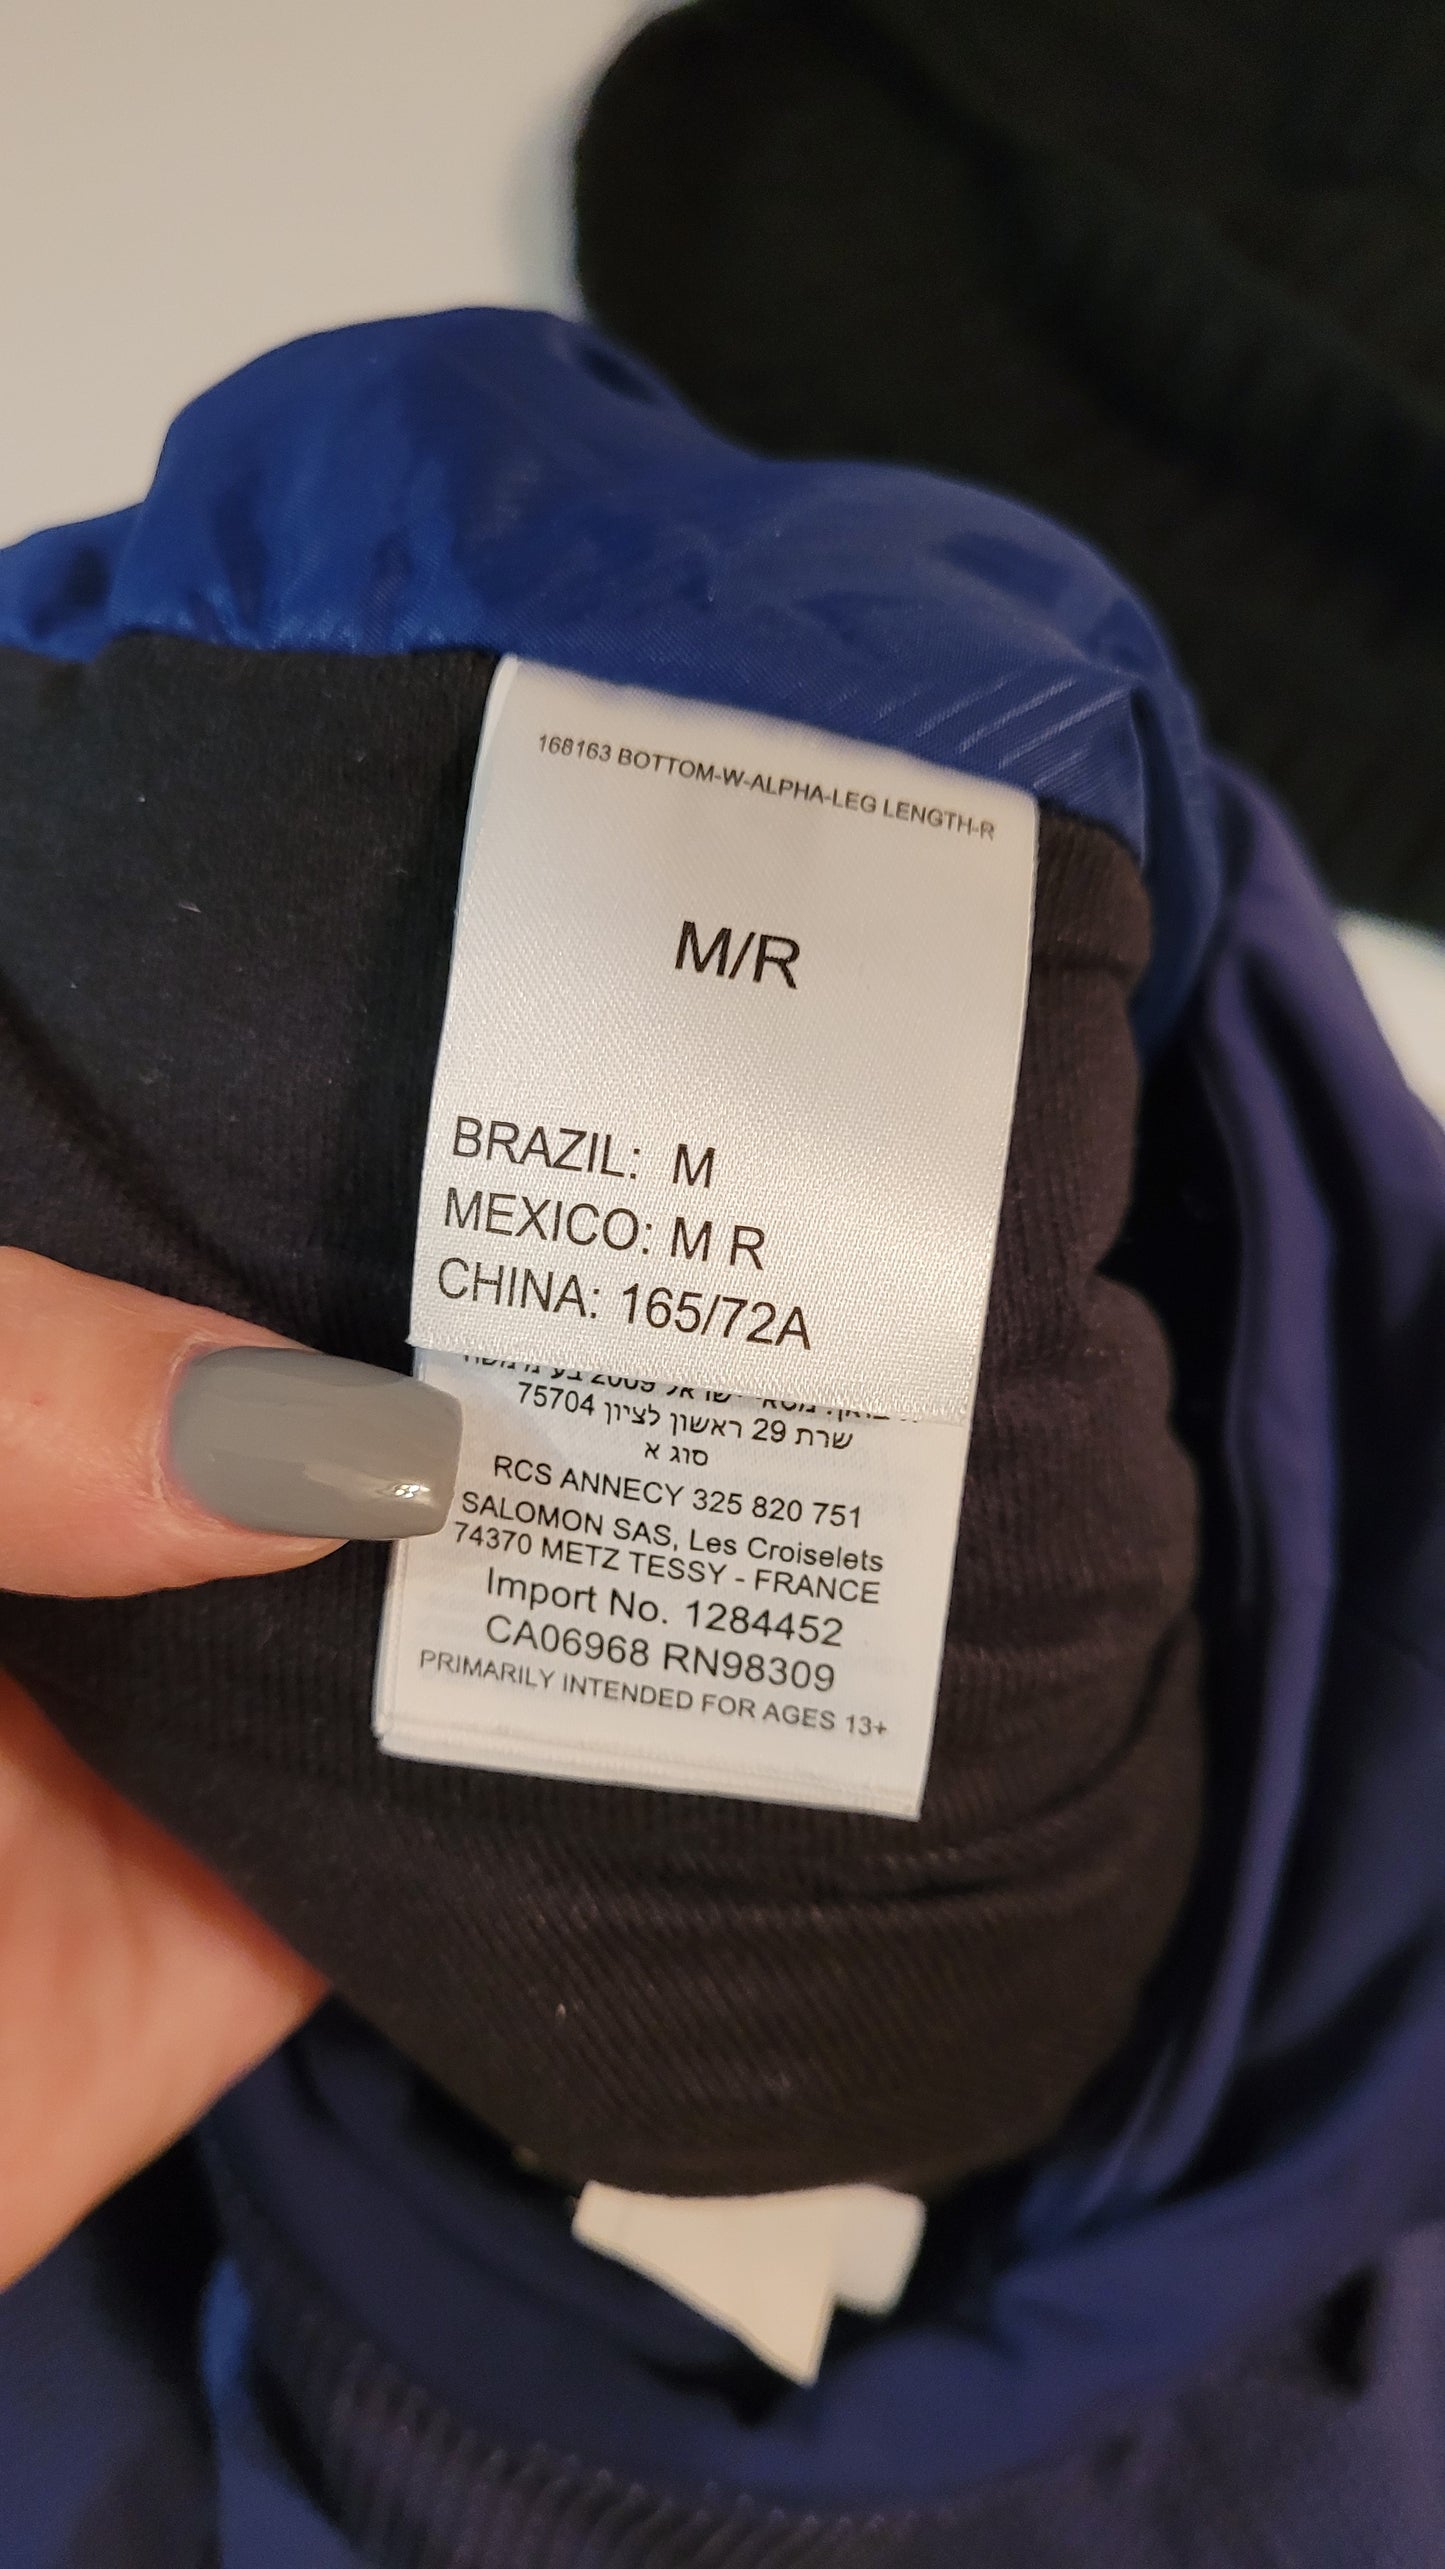 168163 BOTTOM-W-ALPHA-LEG LENGTH-R
M/R
BRAZIL: M
MEXICO: M R
CHINA: 165/72A
שרת 29 ראשון לציון 75704
סוג א
RCS ANNECY 325 820 751
SALOMON SAS, Les Croiselets
74370 METZ TESSY - FRANCE
Import No. 1284452
CA06968 RN98309
PRIMARILY INTENDED FOR AGES 13+